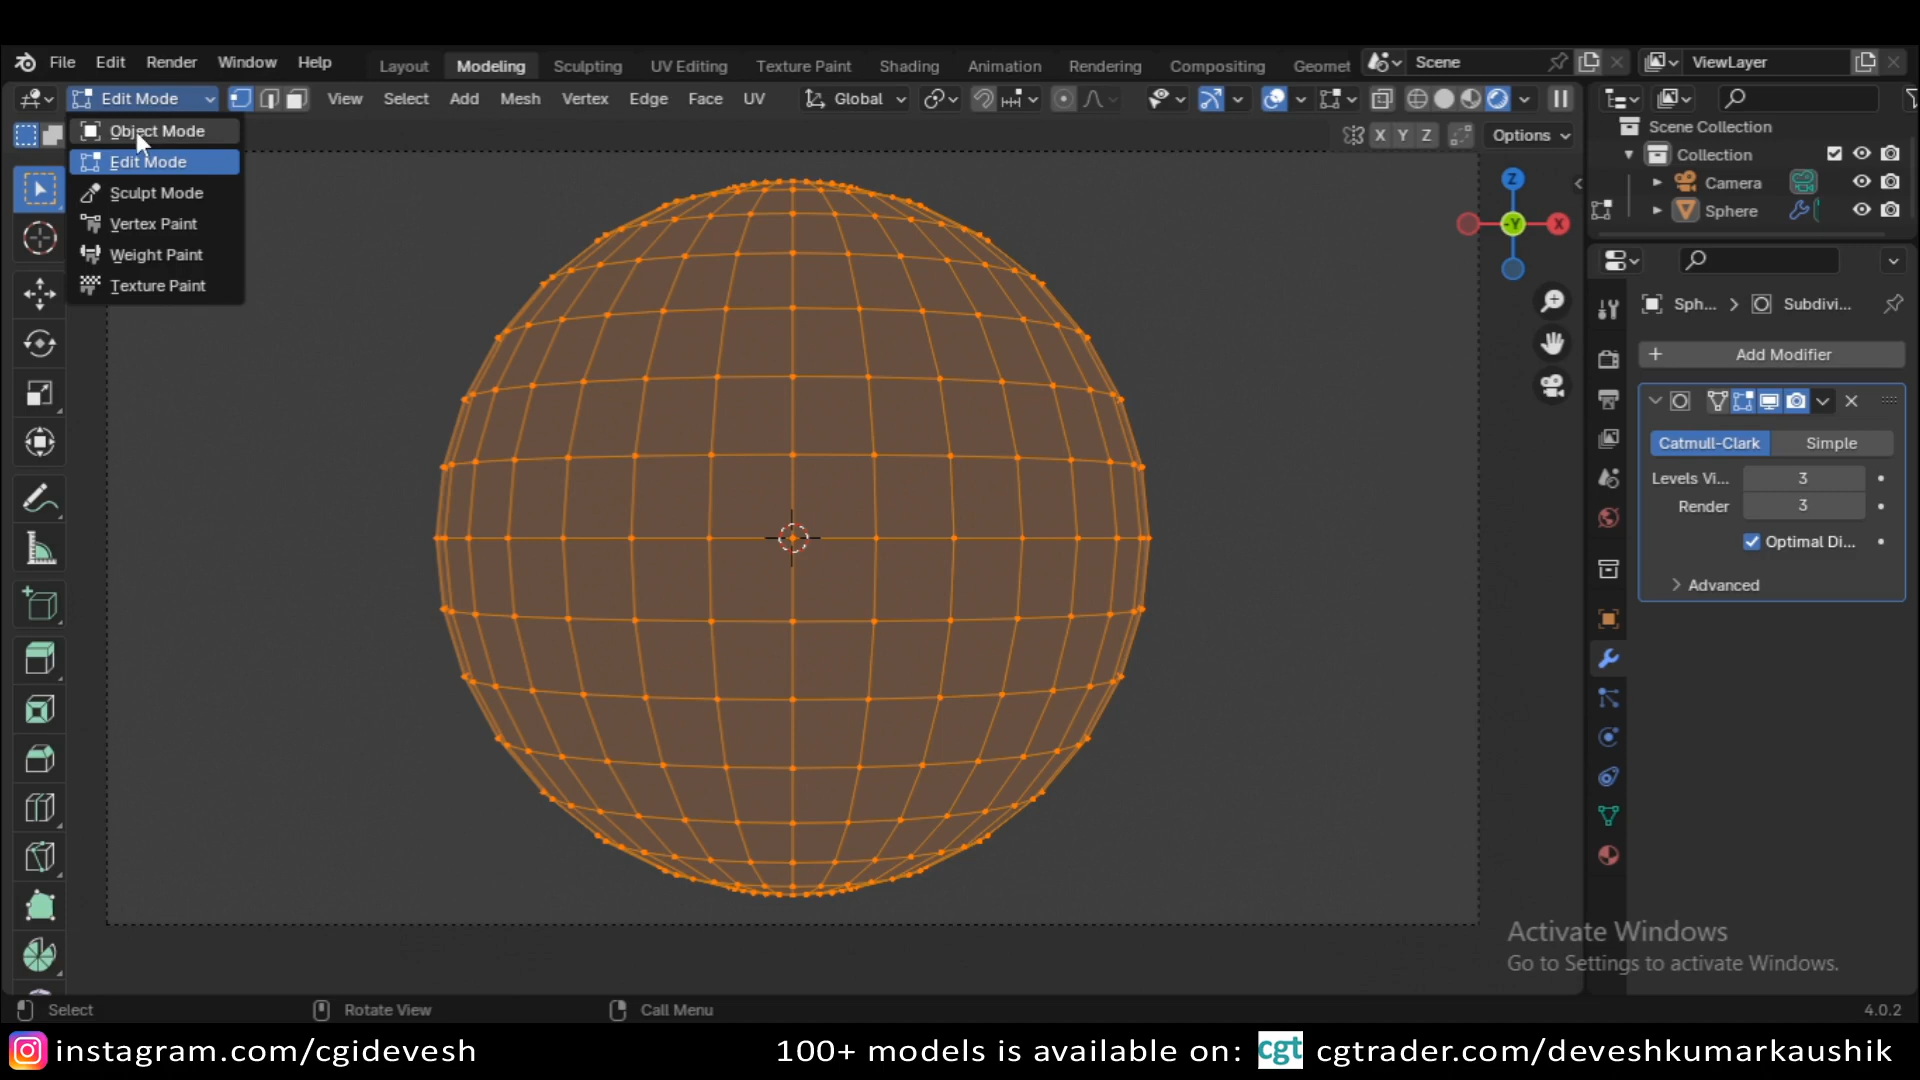 File Edit Render Window Help Layout Modeling Sculpting UV Editing Texture Paint Shading Animation Rendering Compositing Geomet Scene ViewLayer
Edit Mode View Select Add Mesh Vertex Edge Face UV Global
Object Mode
Edit Mode
Sculpt Mode
Vertex Paint
Weight Paint
Texture Paint
X Y Z Options
Z
-Y
X
Scene Collection
Collection
Camera
Sphere
Sph... Subdivi...
Add Modifier
Catmull-Clark Simple
Levels Vi... 3
Render 3
Optimal Di...
Advanced
Activate Windows
Go to Settings to activate Windows.
Select Rotate View Call Menu 4.0.2
instagram.com/cgidevesh 100+ models is available on: cgt cgtrader.com/deveshkumarkaushik